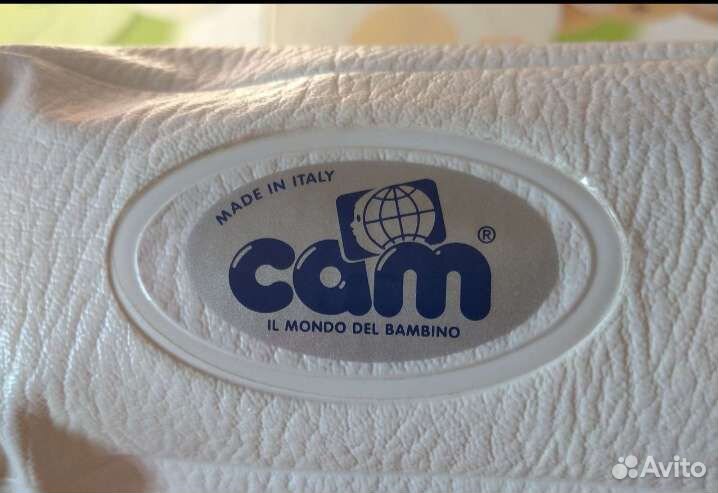 MADE IN ITALY
cam®
IL MONDO DEL BAMBINO
Avito